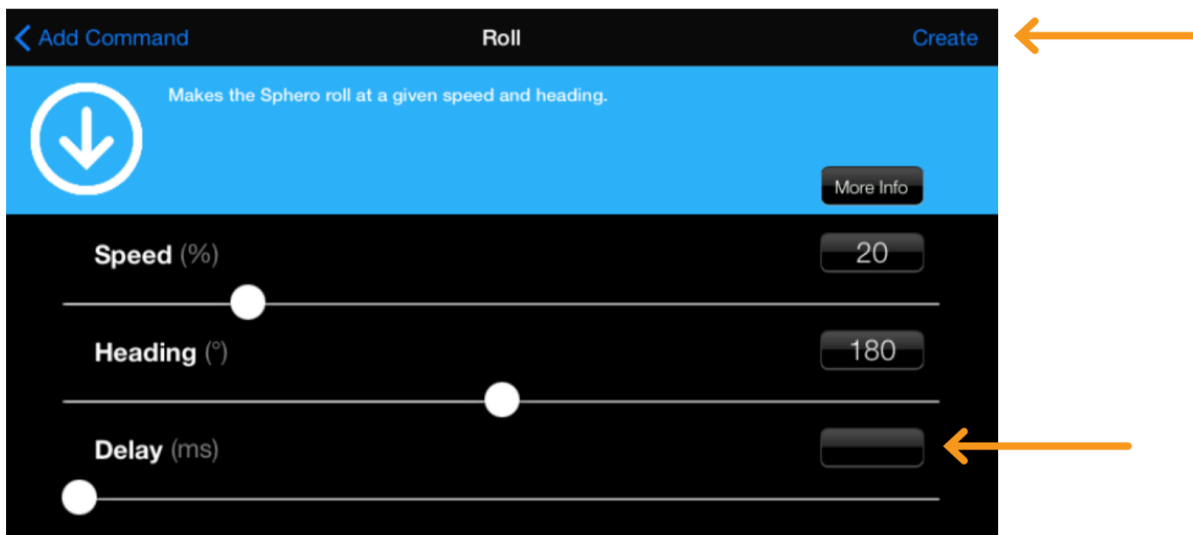 Add Command
Roll
Create
Makes the Sphero roll at a given speed and heading.
More Info
Speed (%)
20
Heading (°)
180
Delay (ms)